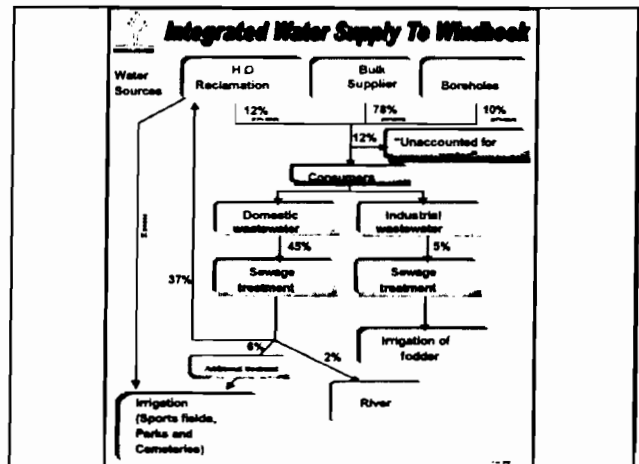 Integrated Water Supply To Windhoek
Water
Sources
H O
Reclamation
Bulk
Supplier
Boreholes
12%
78%
10%
12%
"Unaccounted for
Consumers
Domestic
wastewater
Industrial
wastewater
45%
5%
Sewage
treatment
Sewage
treatment
37%
6%
2%
Additional treatment
Irrigation of
fodder
Irrigation
(Sports fields,
Parks and
Cemeteries)
River